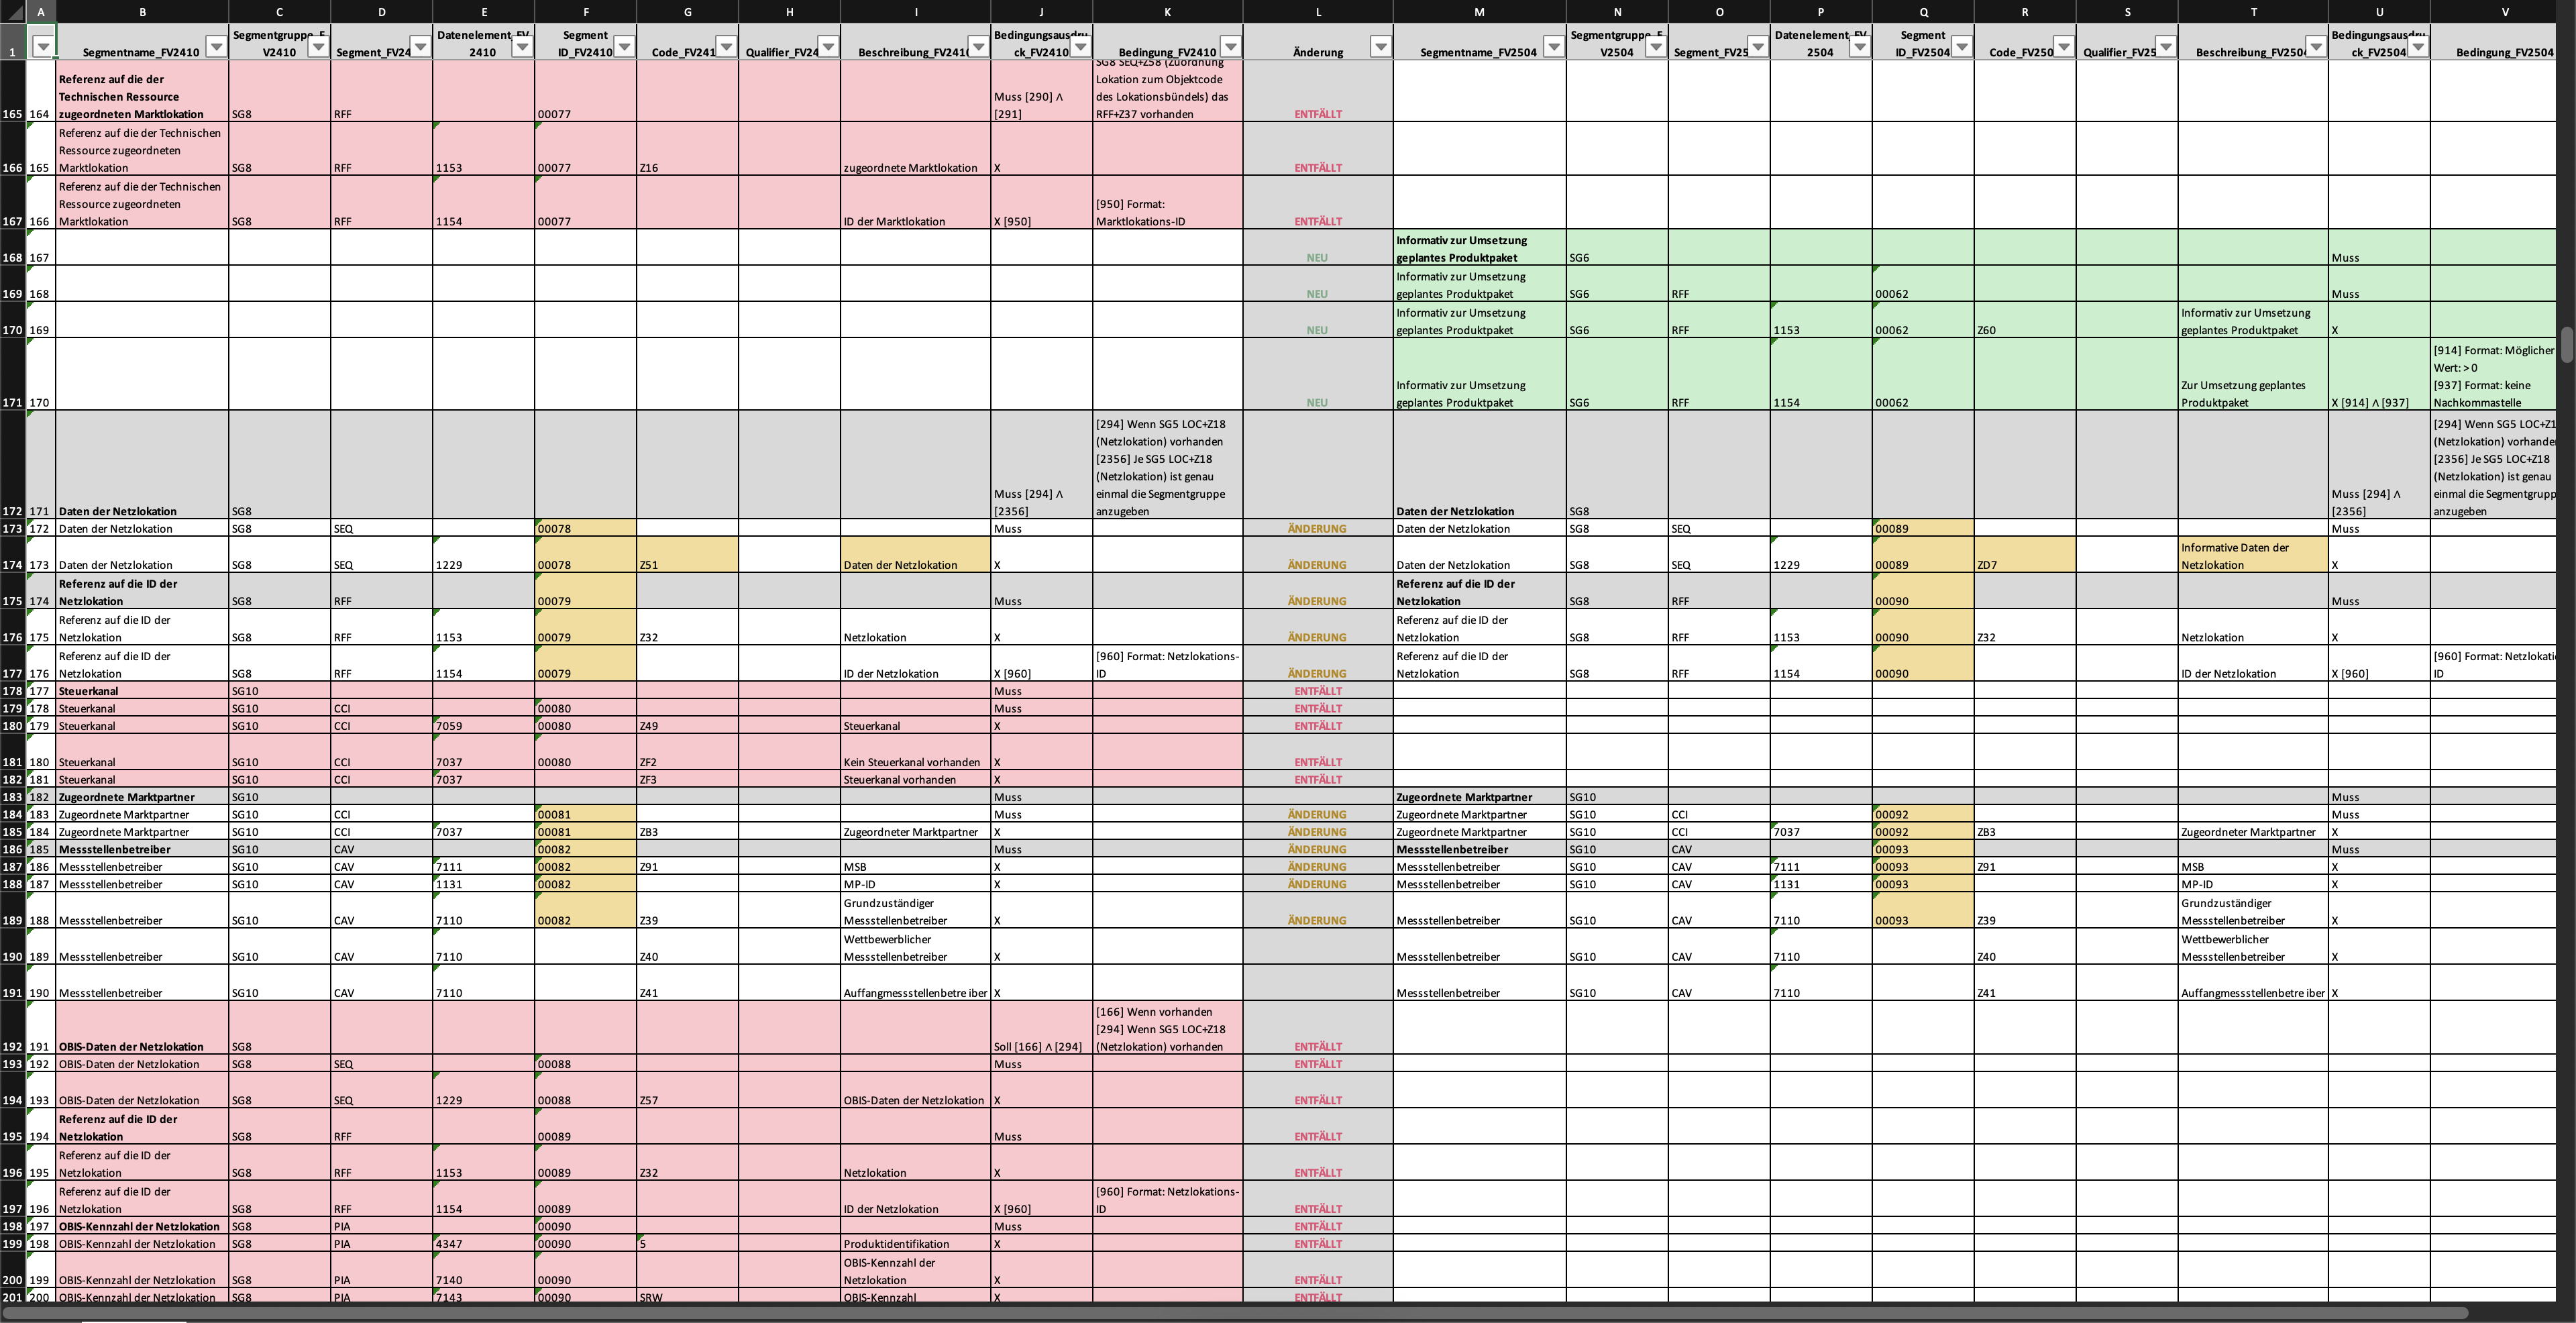 A B C D E F G H I J K L M N O P Q R S T U V
1 Segmentname_FV2410 Segmentgruppe_F V2410 Segment_FV24 Datenelement_FV 2410 Segment ID_FV2410 Code_FV241 Qualifier_FV24 Beschreibung_FV2410 Bedingungsausdru ck_FV2410 Bedingung_FV2410 Änderung Segmentname_FV2504 Segmentgruppe_F V2504 Segment_FV25 Datenelement_FV 2504 Segment ID_FV2504 Code_FV250 Qualifier_FV25 Beschreibung_FV2504 Bedingungsausdru ck_FV2504 Bedingung_FV2504
165 164 Referenz auf die der Technischen Ressource zugeordneten Marktlokation SG8 RFF 00077 Muss [290] ∧ [291] SG8 SEQ+Z58 (Zuordnung Lokation zum Objektcode des Lokationsbündels) das RFF+Z37 vorhanden ENTFÄLLT
166 165 Referenz auf die der Technischen Ressource zugeordneten Marktlokation SG8 RFF 1153 00077 Z16 zugeordnete Marktlokation X ENTFÄLLT
167 166 Referenz auf die der Technischen Ressource zugeordneten Marktlokation SG8 RFF 1154 00077 ID der Marktlokation X [950] [950] Format: Marktlokations-ID ENTFÄLLT
168 167 NEU Informativ zur Umsetzung geplantes Produktpaket SG6 Muss
169 168 NEU Informativ zur Umsetzung geplantes Produktpaket SG6 RFF 00062 Muss
170 169 NEU Informativ zur Umsetzung geplantes Produktpaket SG6 RFF 1153 00062 Z60 Informativ zur Umsetzung geplantes Produktpaket X
171 170 NEU Informativ zur Umsetzung geplantes Produktpaket SG6 RFF 1154 00062 Zur Umsetzung geplantes Produktpaket X [914] ∧ [937] [914] Format: Möglicher Wert: > 0 [937] Format: keine Nachkommastelle
172 171 Daten der Netzlokation SG8 Muss [294] ∧ [2356] [294] Wenn SG5 LOC+Z18 (Netzlokation) vorhanden [2356] Je SG5 LOC+Z18 (Netzlokation) ist genau einmal die Segmentgruppe anzugeben Daten der Netzlokation SG8 Muss [294] ∧ [2356] [294] Wenn SG5 LOC+Z1 (Netzlokation) vorhande [2356] Je SG5 LOC+Z18 (Netzlokation) ist genau einmal die Segmentgrupp anzugeben
173 172 Daten der Netzlokation SG8 SEQ 00078 Muss ÄNDERUNG Daten der Netzlokation SG8 SEQ 00089 Muss
174 173 Daten der Netzlokation SG8 SEQ 1229 00078 Z51 Daten der Netzlokation X ÄNDERUNG Daten der Netzlokation SG8 SEQ 1229 00089 ZD7 Informative Daten der Netzlokation X
175 174 Referenz auf die ID der Netzlokation SG8 RFF 00079 Muss ÄNDERUNG Referenz auf die ID der Netzlokation SG8 RFF 00090 Muss
176 175 Referenz auf die ID der Netzlokation SG8 RFF 1153 00079 Z32 Netzlokation X ÄNDERUNG Referenz auf die ID der Netzlokation SG8 RFF 1153 00090 Z32 Netzlokation X
177 176 Referenz auf die ID der Netzlokation SG8 RFF 1154 00079 ID der Netzlokation X [960] [960] Format: Netzlokations-ID ÄNDERUNG Referenz auf die ID der Netzlokation SG8 RFF 1154 00090 ID der Netzlokation X [960] [960] Format: Netzlokati ID
178 177 Steuerkanal SG10 Muss ENTFÄLLT
179 178 Steuerkanal SG10 CCI 00080 Muss ENTFÄLLT
180 179 Steuerkanal SG10 CCI 7059 00080 Z49 Steuerkanal X ENTFÄLLT
181 180 Steuerkanal SG10 CCI 7037 00080 ZF2 Kein Steuerkanal vorhanden X ENTFÄLLT
182 181 Steuerkanal SG10 CCI 7037 ZF3 Steuerkanal vorhanden X ENTFÄLLT
183 182 Zugeordnete Marktpartner SG10 Muss Zugeordnete Marktpartner SG10 Muss
184 183 Zugeordnete Marktpartner SG10 CCI 00081 Muss ÄNDERUNG Zugeordnete Marktpartner SG10 CCI 00092 Muss
185 184 Zugeordnete Marktpartner SG10 CCI 7037 00081 ZB3 Zugeordneter Marktpartner X ÄNDERUNG Zugeordnete Marktpartner SG10 CCI 7037 00092 ZB3 Zugeordneter Marktpartner X
186 185 Messstellenbetreiber SG10 CAV 00082 Muss ÄNDERUNG Messstellenbetreiber SG10 CAV 00093 Muss
187 186 Messstellenbetreiber SG10 CAV 7111 00082 Z91 MSB X ÄNDERUNG Messstellenbetreiber SG10 CAV 7111 00093 Z91 MSB X
188 187 Messstellenbetreiber SG10 CAV 1131 00082 MP-ID X ÄNDERUNG Messstellenbetreiber SG10 CAV 1131 00093 MP-ID X
189 188 Messstellenbetreiber SG10 CAV 7110 00082 Z39 Grundzuständiger Messstellenbetreiber X ÄNDERUNG Messstellenbetreiber SG10 CAV 7110 00093 Z39 Grundzuständiger Messstellenbetreiber X
190 189 Messstellenbetreiber SG10 CAV 7110 Z40 Wettbewerblicher Messstellenbetreiber X Messstellenbetreiber SG10 CAV 7110 Z40 Wettbewerblicher Messstellenbetreiber X
191 190 Messstellenbetreiber SG10 CAV 7110 Z41 Auffangmessstellenbetre iber X Messstellenbetreiber SG10 CAV 7110 Z41 Auffangmessstellenbetre iber X
192 191 OBIS-Daten der Netzlokation SG8 Soll [166] ∧ [294] [166] Wenn vorhanden [294] Wenn SG5 LOC+Z18 (Netzlokation) vorhanden ENTFÄLLT
193 192 OBIS-Daten der Netzlokation SG8 SEQ 00088 Muss ENTFÄLLT
194 193 OBIS-Daten der Netzlokation SG8 SEQ 1229 00088 Z57 OBIS-Daten der Netzlokation X ENTFÄLLT
195 194 Referenz auf die ID der Netzlokation SG8 RFF 00089 Muss ENTFÄLLT
196 195 Referenz auf die ID der Netzlokation SG8 RFF 1153 00089 Z32 Netzlokation X ENTFÄLLT
197 196 Referenz auf die ID der Netzlokation SG8 RFF 1154 00089 ID der Netzlokation X [960] [960] Format: Netzlokations-ID ENTFÄLLT
198 197 OBIS-Kennzahl der Netzlokation SG8 PIA 00090 Muss ENTFÄLLT
199 198 OBIS-Kennzahl der Netzlokation SG8 PIA 4347 00090 5 Produktidentifikation X ENTFÄLLT
200 199 OBIS-Kennzahl der Netzlokation SG8 PIA 7140 00090 OBIS-Kennzahl der Netzlokation X ENTFÄLLT
201 200 OBIS-Kennzahl der Netzlokation SG8 PIA 7143 00090 SRW OBIS-Kennzahl X ENTFÄLLT